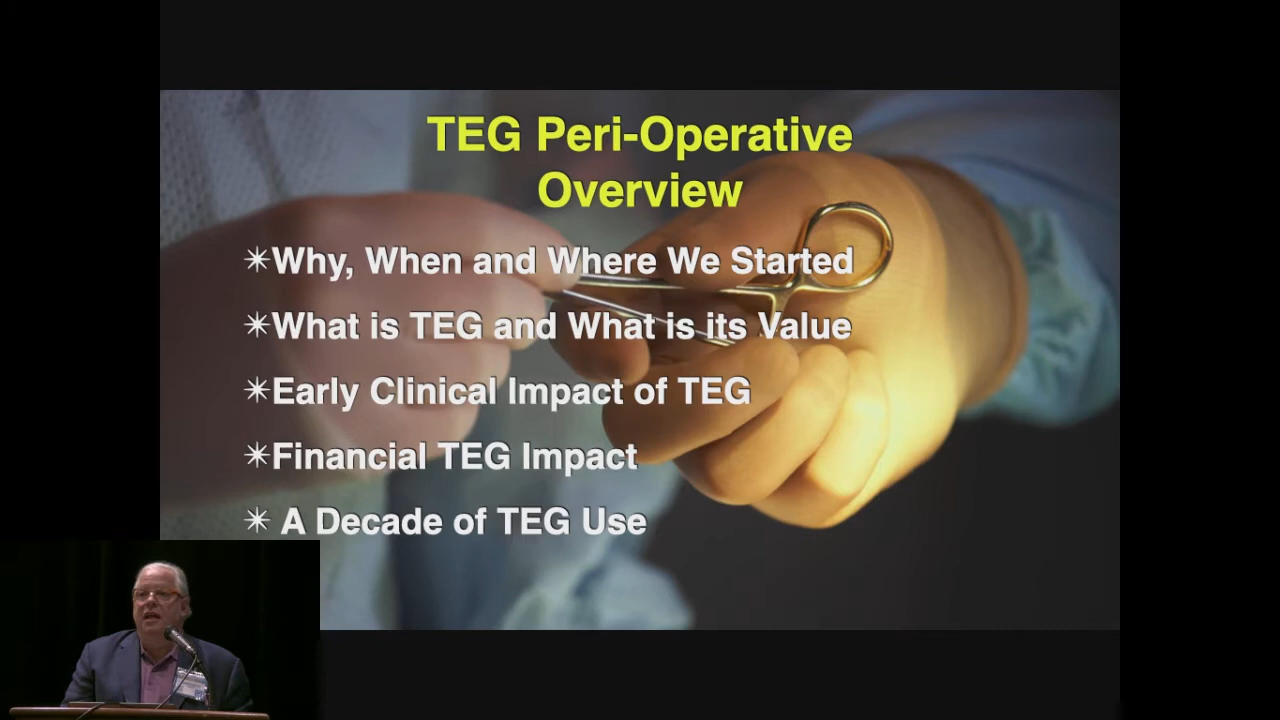 TEG Peri-Operative
Overview
✴Why, When and Where We Started
✴What is TEG and What is its Value
✴Early Clinical Impact of TEG
✴Financial TEG Impact
✴ A Decade of TEG Use